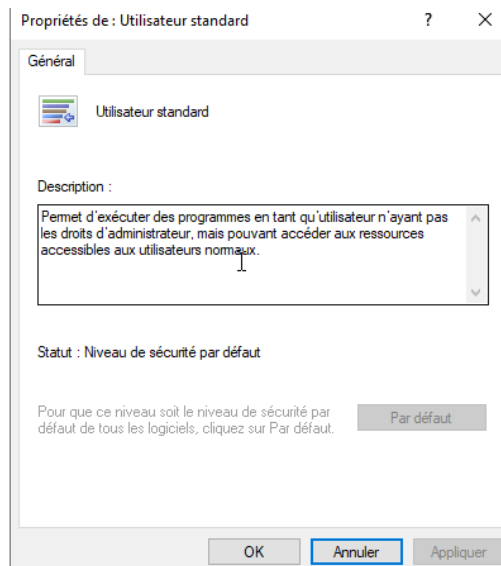 Propriétés de : Utilisateur standard
?
Général
Utilisateur standard
Description :
Permet d'exécuter des programmes en tant qu'utilisateur n'ayant pas
les droits d'administrateur, mais pouvant accéder aux ressources
accessibles aux utilisateurs normaux.
Statut : Niveau de sécurité par défaut
Pour que ce niveau soit le niveau de sécurité par
défaut de tous les logiciels, cliquez sur Par défaut.
Par défaut
OK
Annuler
Appliquer